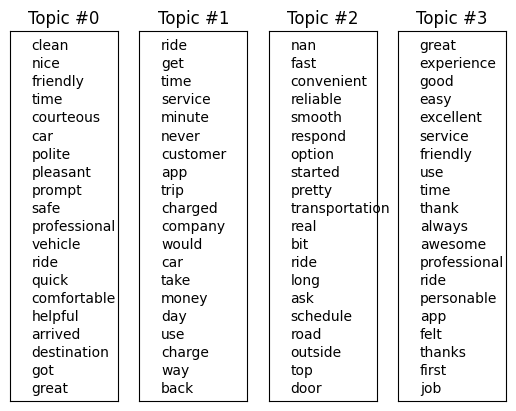 Topic #0
clean
nice
friendly
time
courteous
car
polite
pleasant
prompt
safe
professional
vehicle
ride
quick
comfortable
helpful
arrived
destination
got
great
Topic #1
ride
get
time
service
minute
never
customer
app
trip
charged
company
would
car
take
money
day
use
charge
way
back
Topic #2
nan
fast
convenient
reliable
smooth
respond
option
started
pretty
transportation
real
bit
ride
long
ask
schedule
road
outside
top
door
Topic #3
great
experience
good
easy
excellent
service
friendly
use
time
thank
always
awesome
professional
ride
personable
app
felt
thanks
first
job